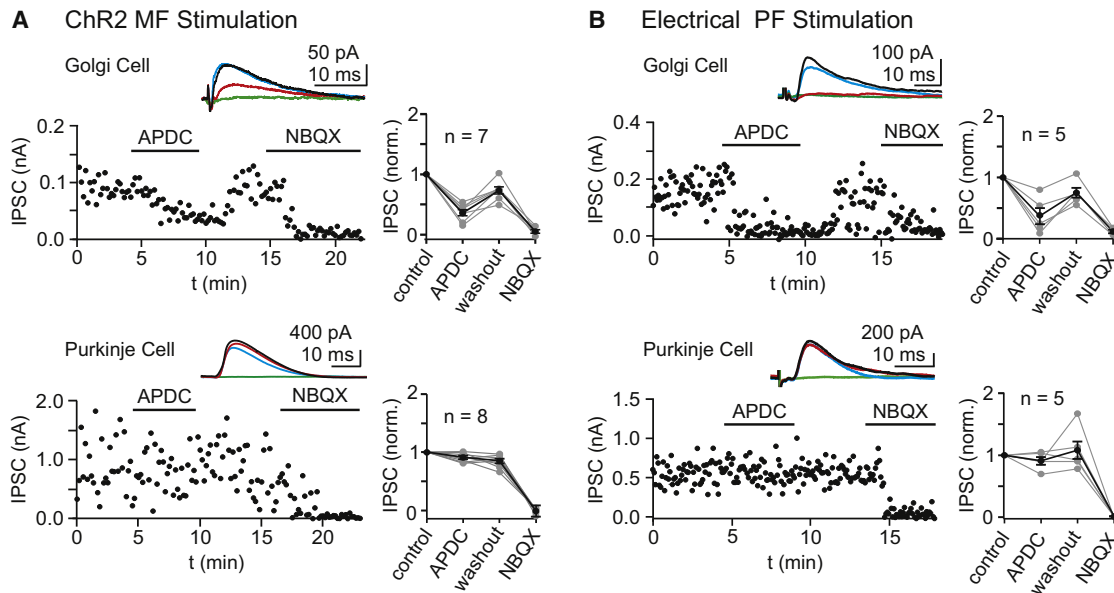 A ChR2 MF Stimulation
Golgi Cell
50 pA
10 ms
APDC
NBQX
IPSC (nA)
0.2
0.1
0.0
0 5 10 15 20
t (min)
IPSC (norm.)
n = 7
2
1
0
control
APDC
washout
NBQX
Purkinje Cell
400 pA
10 ms
APDC
NBQX
IPSC (nA)
2.0
1.0
0.0
0 5 10 15 20
t (min)
IPSC (norm.)
n = 8
2
1
0
control
APDC
washout
NBQX
B Electrical PF Stimulation
Golgi Cell
100 pA
10 ms
APDC
NBQX
IPSC (nA)
0.4
0.2
0.0
0 5 10 15
t (min)
IPSC (norm.)
n = 5
2
1
0
control
APDC
washout
NBQX
Purkinje Cell
200 pA
10 ms
APDC
NBQX
IPSC (nA)
1.5
1.0
0.5
0.0
0 5 10 15
t (min)
IPSC (norm.)
n = 5
2
1
0
control
APDC
washout
NBQX